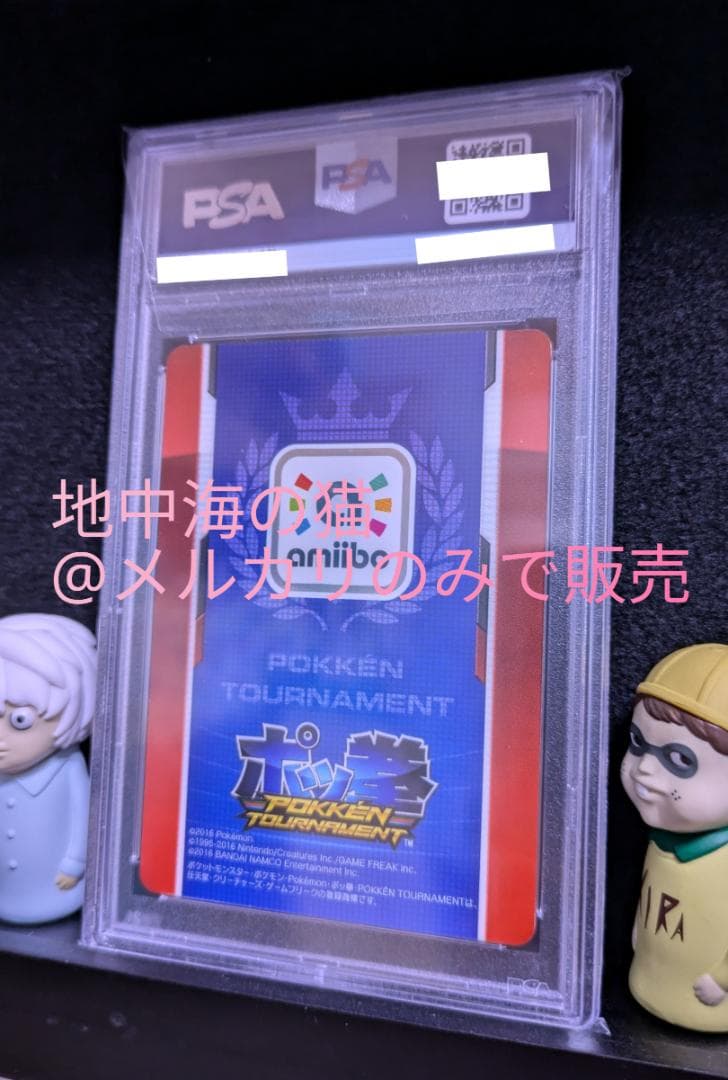 PSA
PSA
地中海の猫
@メルカリのみで販売
amiibo
POKKÉN
TOURNAMENT
ポッ拳
POKKÉN
TOURNAMENT™
©2016 Pokémon.
©1995-2016 Nintendo/Creatures Inc./GAME FREAK inc.
©2016 BANDAI NAMCO Entertainment Inc.
ポケットモンスター・ポケモン・Pokémon・ポッ拳・POKKÉN TOURNAMENTは、
任天堂・クリーチャーズ・ゲームフリークの登録商標です。
PSA